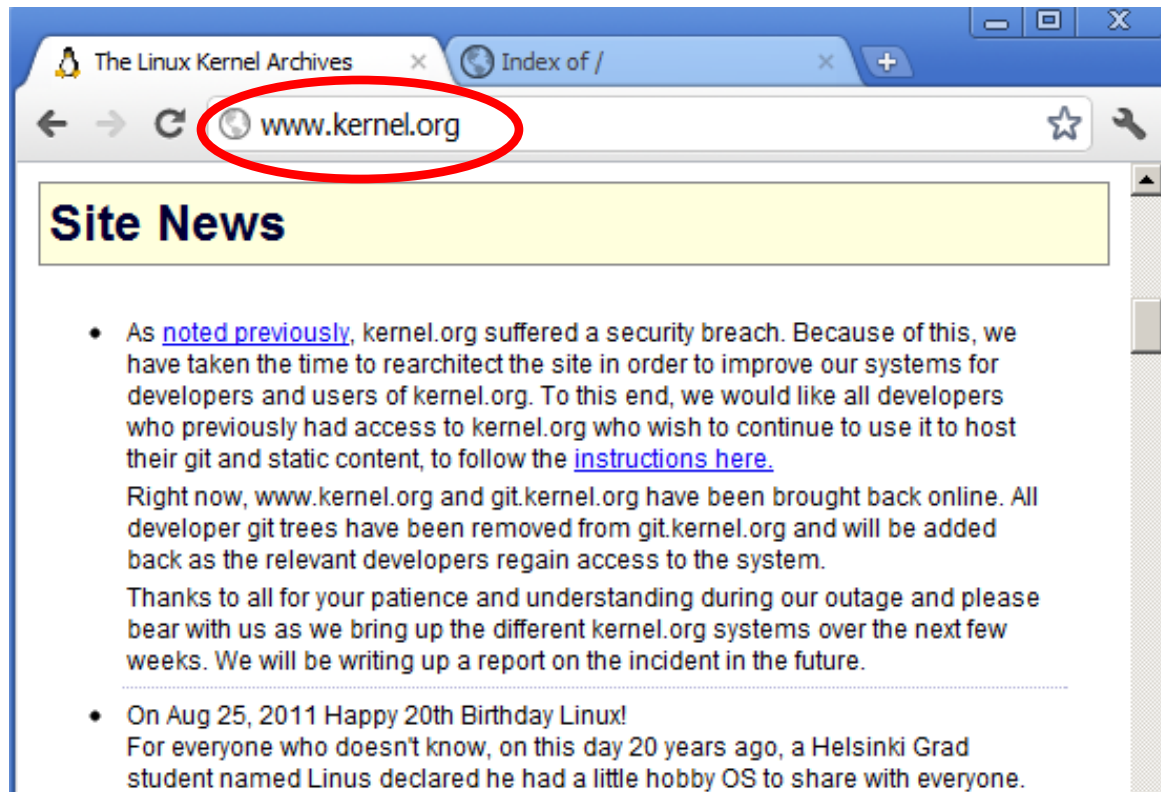 The Linux Kernel Archives
Index of /
www.kernel.org
Site News
As noted previously, kernel.org suffered a security breach. Because of this, we
have taken the time to rearchitect the site in order to improve our systems for
developers and users of kernel.org. To this end, we would like all developers
who previously had access to kernel.org who wish to continue to use it to host
their git and static content, to follow the instructions here.
Right now, www.kernel.org and git.kernel.org have been brought back online. All
developer git trees have been removed from git.kernel.org and will be added
back as the relevant developers regain access to the system.
Thanks to all for your patience and understanding during our outage and please
bear with us as we bring up the different kernel.org systems over the next few
weeks. We will be writing up a report on the incident in the future.
On Aug 25, 2011 Happy 20th Birthday Linux!
For everyone who doesn't know, on this day 20 years ago, a Helsinki Grad
student named Linus declared he had a little hobby OS to share with everyone.